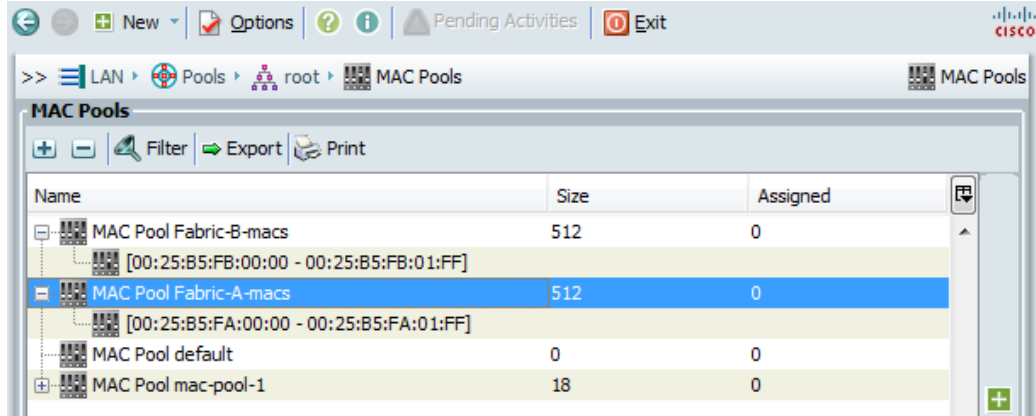 New Options Pending Activities Exit
CISCO
>> LAN Pools root MAC Pools MAC Pools
MAC Pools
Filter Export Print
Name Size Assigned
MAC Pool Fabric-B-macs 512 0
[00:25:B5:FB:00:00 - 00:25:B5:FB:01:FF]
MAC Pool Fabric-A-macs 512 0
[00:25:B5:FA:00:00 - 00:25:B5:FA:01:FF]
MAC Pool default 0 0
MAC Pool mac-pool-1 18 0